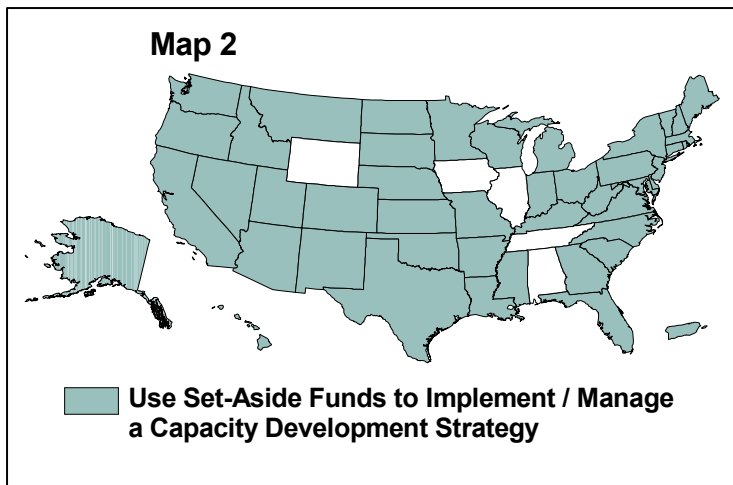 Map 2
Use Set-Aside Funds to Implement / Manage
a Capacity Development Strategy